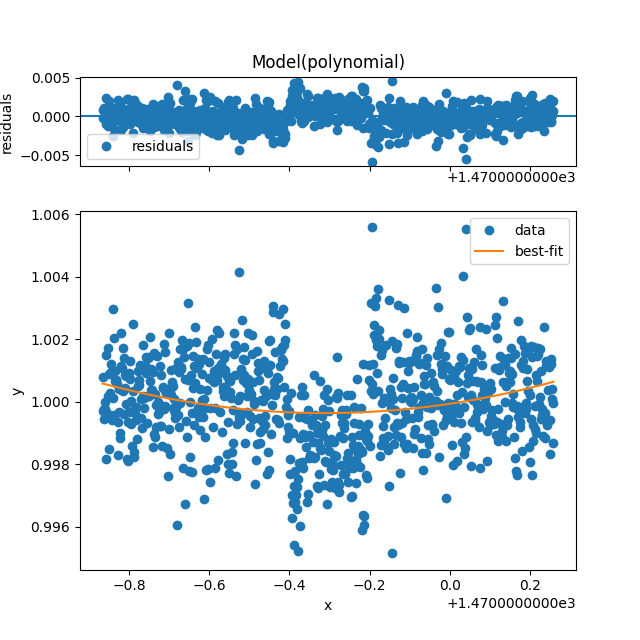 Model(polynomial)
0.005
0.000
−0.005
residuals
residuals
+1.4700000000e3
1.006
1.004
1.002
1.000
0.998
0.996
y
data
best-fit
−0.8
−0.6
−0.4
−0.2
0.0
0.2
x
+1.4700000000e3